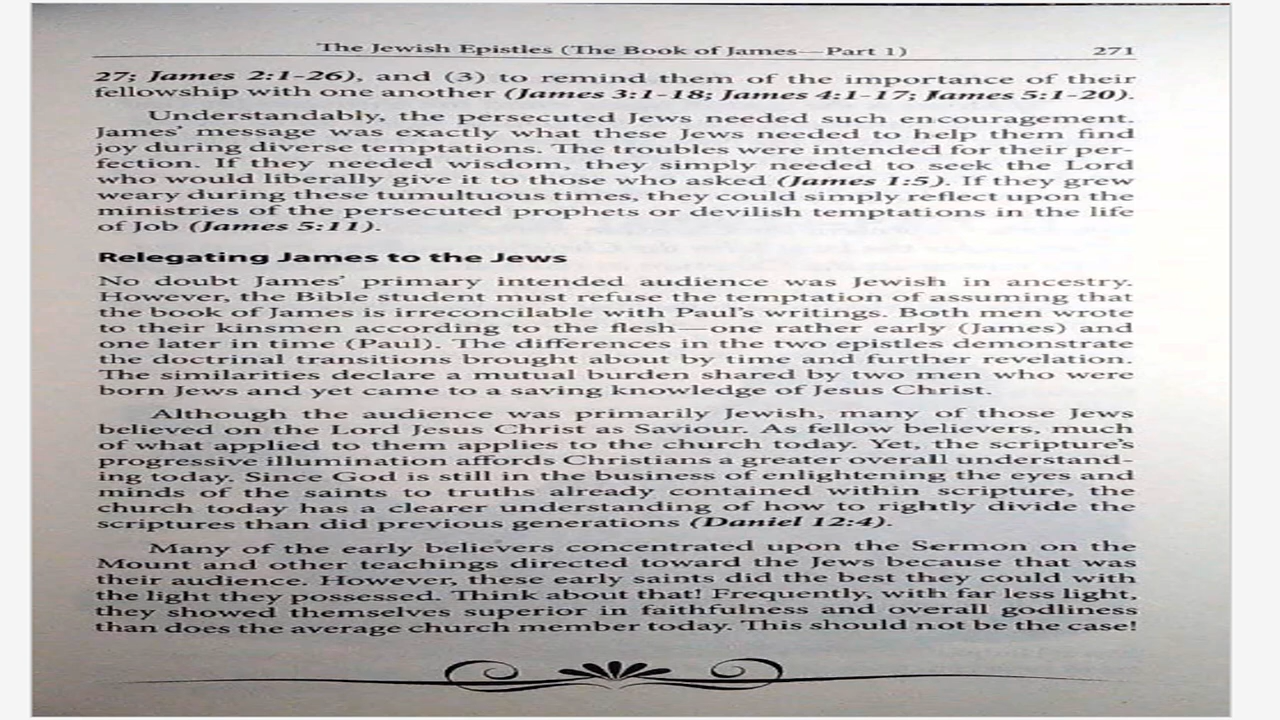 The Jewish Epistles (The Book of James—Part 1) 271
27; James 2:1-26), and (3) to remind them of the importance of their
fellowship with one another (James 3:1-18; James 4:1-17; James 5:1-20).
Understandably, the persecuted Jews needed such encouragement.
James' message was exactly what these Jews needed to help them find
joy during diverse temptations. The troubles were intended for their per-
fection. If they needed wisdom, they simply needed to seek the Lord
who would liberally give it to those who asked (James 1:5). If they grew
weary during these tumultuous times, they could simply reflect upon the
ministries of the persecuted prophets or devilish temptations in the life
of Job (James 5:11).
Relegating James to the Jews
No doubt James' primary intended audience was Jewish in ancestry.
However, the Bible student must refuse the temptation of assuming that
the book of James is irreconcilable with Paul's writings. Both men wrote
to their kinsmen according to the flesh—one rather early (James) and
one later in time (Paul). The differences in the two epistles demonstrate
the doctrinal transitions brought about by time and further revelation.
The similarities declare a mutual burden shared by two men who were
born Jews and yet came to a saving knowledge of Jesus Christ.
Although the audience was primarily Jewish, many of those Jews
believed on the Lord Jesus Christ as Saviour. As fellow believers, much
of what applied to them applies to the church today. Yet, the scripture's
progressive illumination affords Christians a greater overall understand-
ing today. Since God is still in the business of enlightening the eyes and
minds of the saints to truths already contained within scripture, the
church today has a clearer understanding of how to rightly divide the
scriptures than did previous generations (Daniel 12:4).
Many of the early believers concentrated upon the Sermon on the
Mount and other teachings directed toward the Jews because that was
their audience. However, these early saints did the best they could with
the light they possessed. Think about that! Frequently, with far less light,
they showed themselves superior in faithfulness and overall godliness
than does the average church member today. This should not be the case!